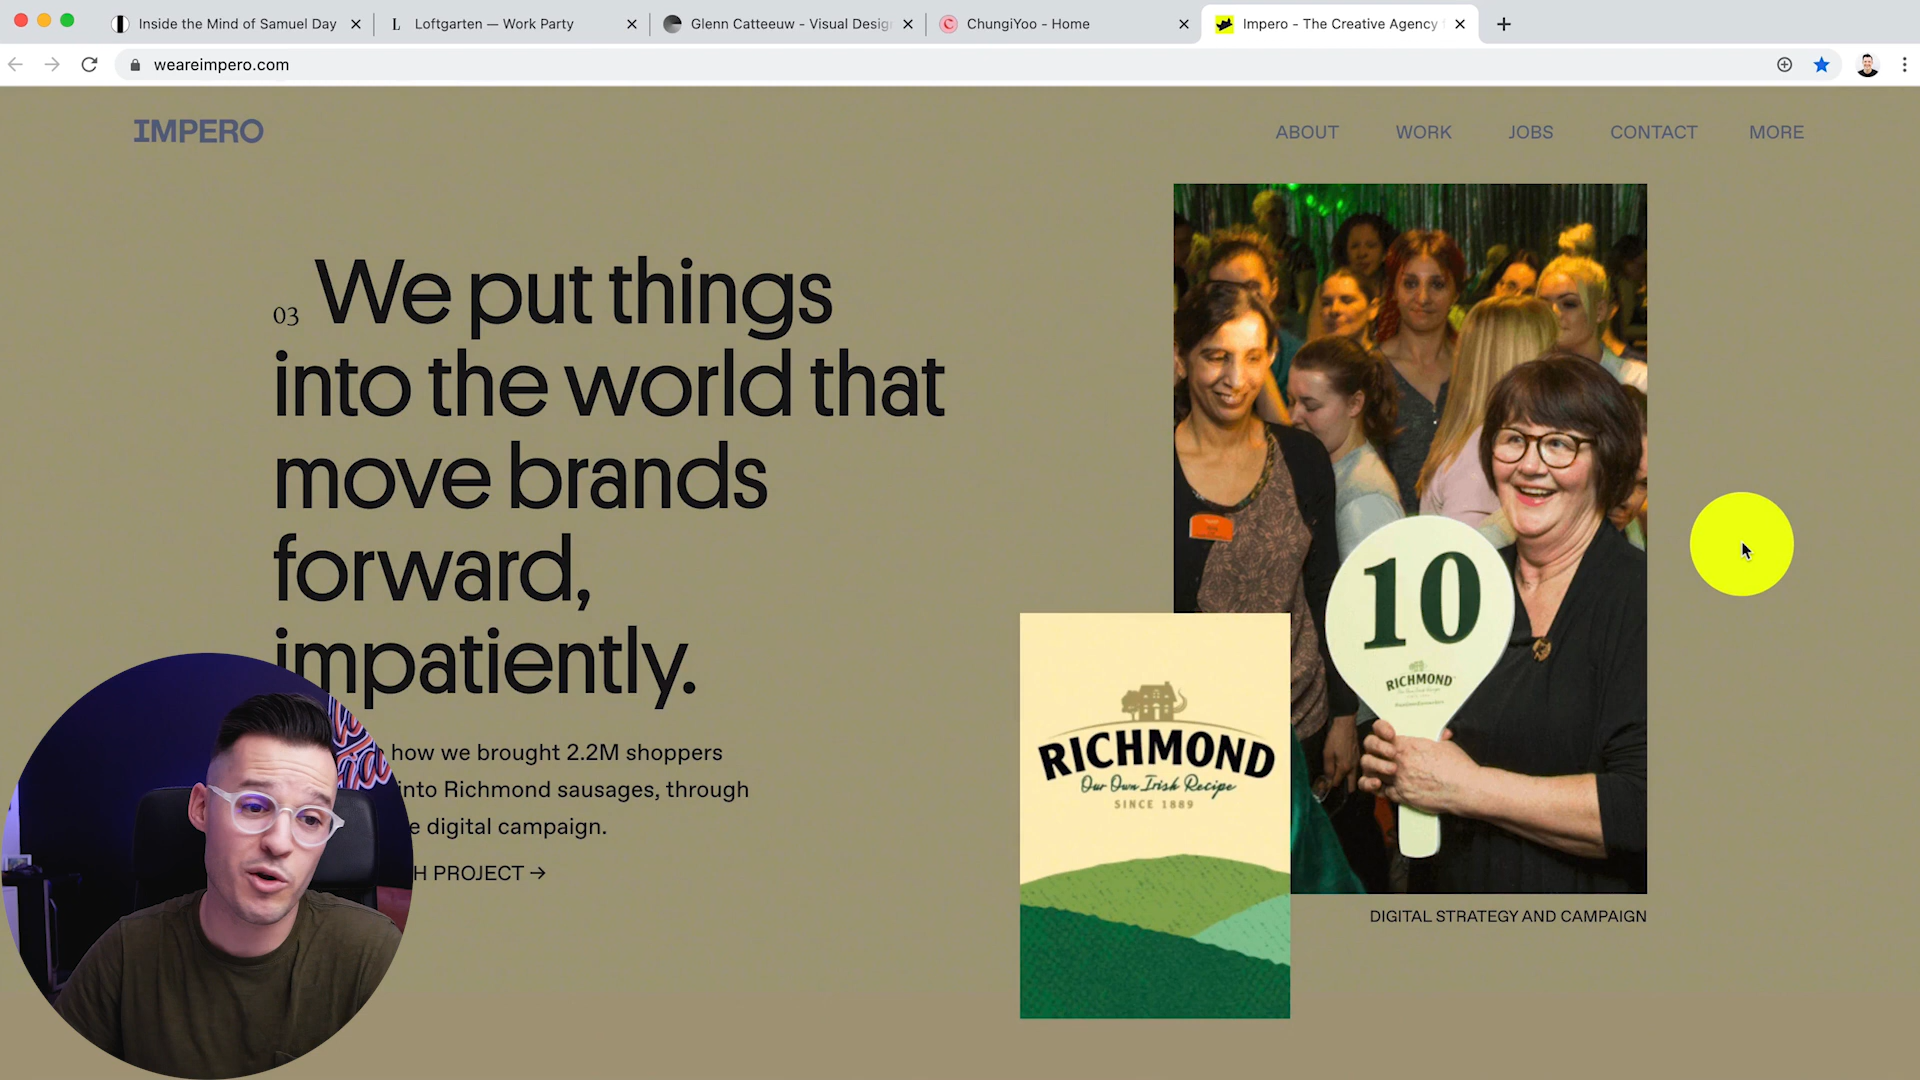 Inside the Mind of Samuel Day
Loftgarten — Work Party
Glenn Catteeuw - Visual Desig
ChungiYoo - Home
Impero - The Creative Agency f
weareimpero.com
IMPERO
ABOUT
WORK
JOBS
CONTACT
MORE
03 We put things
into the world that
move brands
forward,
impatiently.
how we brought 2.2M shoppers
into Richmond sausages, through
e digital campaign.
H PROJECT →
10
RICHMOND
RICHMOND
Our Own Irish Recipe
SINCE 1889
DIGITAL STRATEGY AND CAMPAIGN